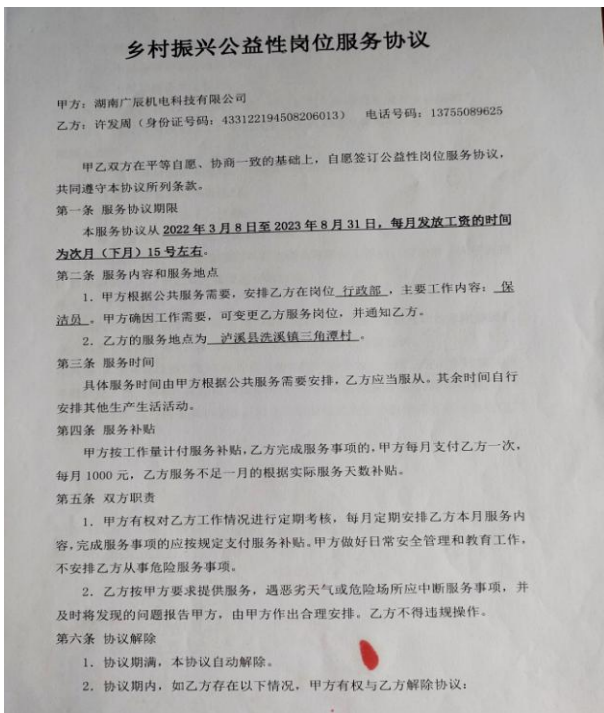 乡村振兴公益性岗位服务协议
甲方：湖南广辰机电科技有限公司
乙方：许发周（身份证号码：433122194508206013） 电话号码：13755089625
甲乙双方在平等自愿、协商一致的基础上，自愿签订公益性岗位服务协议，
共同遵守本协议所列条款。
第一条 服务协议期限
本服务协议从 2022 年 3 月 8 日至 2023 年 8 月 31 日，每月发放工资的时间
为次月（下月）15 号左右。
第二条 服务内容和服务地点
1．甲方根据公共服务需要，安排乙方在岗位 行政部 ，主要工作内容： 保
洁员 。甲方确因工作需要，可变更乙方服务岗位，并通知乙方。
2．乙方的服务地点为 泸溪县洗溪镇三角潭村 。
第三条 服务时间
具体服务时间由甲方根据公共服务需要安排，乙方应当服从。其余时间自行
安排其他生产生活活动。
第四条 服务补贴
甲方按工作量计付服务补贴，乙方完成服务事项的，甲方每月支付乙方一次，
每月 1000 元，乙方服务不足一月的根据实际服务天数补贴。
第五条 双方职责
1．甲方有权对乙方工作情况进行定期考核，每月定期安排乙方本月服务内
容，完成服务事项的应按规定支付服务补贴。甲方做好日常安全管理和教育工作，
不安排乙方从事危险服务事项。
2．乙方按甲方要求提供服务，遇恶劣天气或危险场所应中断服务事项，并
及时将发现的问题报告甲方，由甲方作出合理安排。乙方不得违规操作。
第六条 协议解除
1．协议期满，本协议自动解除。
2．协议期内，如乙方存在以下情况，甲方有权与乙方解除协议：